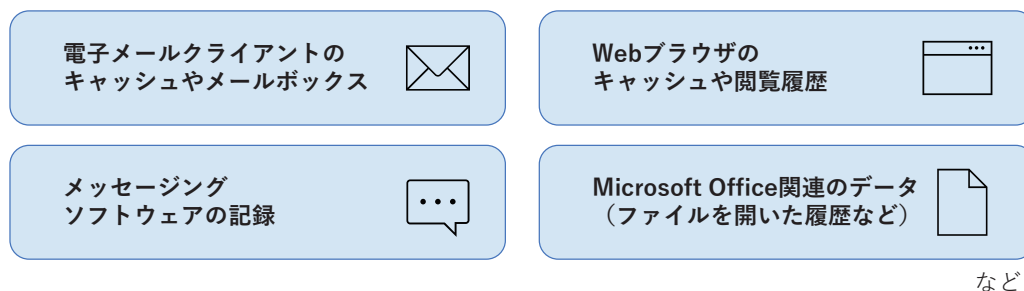 電子メールクライアントの
キャッシュやメールボックス
Webブラウザの
キャッシュや閲覧履歴
メッセージング
ソフトウェアの記録
Microsoft Office関連のデータ
（ファイルを開いた履歴など）
など